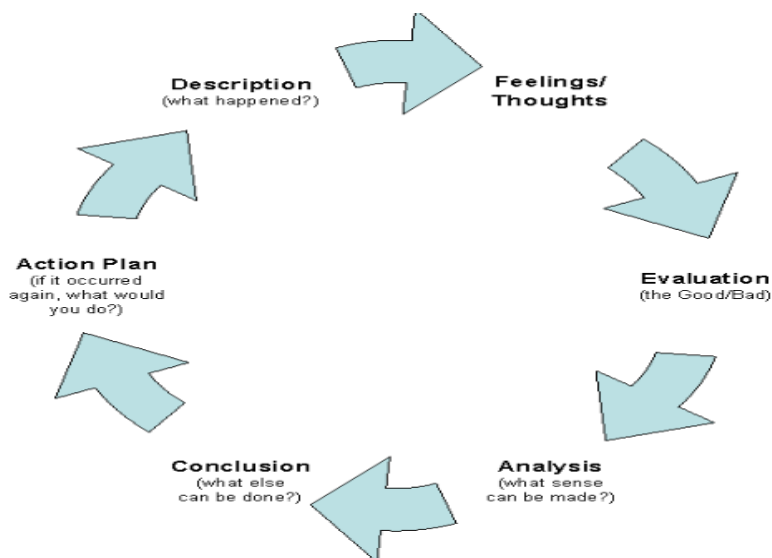 Description
(what happened?)
Feelings/
Thoughts
Evaluation
(the Good/Bad)
Analysis
(what sense
can be made?)
Conclusion
(what else
can be done?)
Action Plan
(if it occurred
again, what would
you do?)